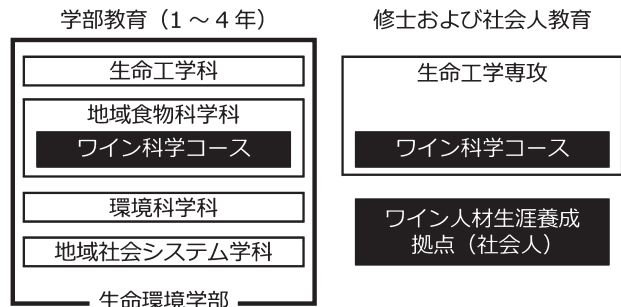 学部教育（1～4年）
生命工学科
地域食物科学科
ワイン科学コース
環境科学科
地域社会システム学科
生命環境学部
修士および社会人教育
生命工学専攻
ワイン科学コース
ワイン人材生涯養成
拠点（社会人）